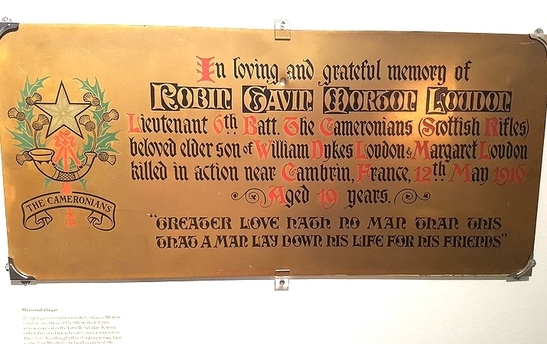 In loving and grateful memory of
ROBIN GAVIN MORTON LOUDON
Lieutenant 6th Batt. The Cameronians (Scottish Rifles)
beloved elder son of William Dykes Loudon & Margaret Loudon
killed in action near Cambrin, France, 12th May 1916
Aged 19 years.
"GREATER LOVE HATH NO MAN THAN THIS
THAT A MAN LAY DOWN HIS LIFE FOR HIS FRIENDS"
THE CAMERONIANS
Memorial Plaque